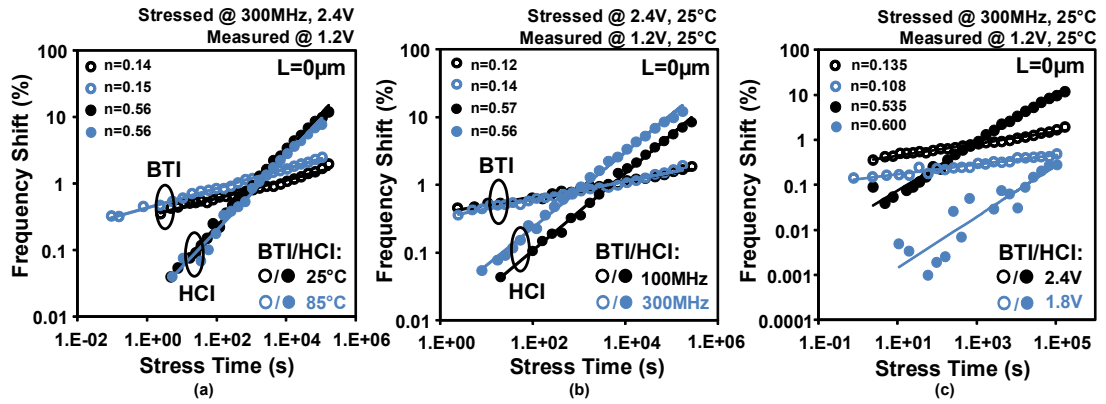 Stressed @ 300MHz, 2.4V
Measured @ 1.2V
Frequency Shift (%)
100
10
1
0.1
0.01
n=0.14
n=0.15
n=0.56
n=0.56
L=0µm
BTI
HCI
BTI/HCI:
/ 25°C
/ 85°C
1.E-02
1.E+00
1.E+02
1.E+04
1.E+06
Stress Time (s)
(a)
Stressed @ 2.4V, 25°C
Measured @ 1.2V, 25°C
Frequency Shift (%)
100
10
1
0.1
0.01
n=0.12
n=0.14
n=0.57
n=0.56
L=0µm
BTI
HCI
BTI/HCI:
/ 100MHz
/ 300MHz
1.E+00
1.E+02
1.E+04
1.E+06
Stress Time (s)
(b)
Stressed @ 300MHz, 25°C
Measured @ 1.2V, 25°C
Frequency Shift (%)
100
10
1
0.1
0.01
0.001
0.0001
n=0.135
n=0.108
n=0.535
n=0.600
L=0µm
BTI/HCI:
/ 2.4V
/ 1.8V
1.E-01
1.E+01
1.E+03
1.E+05
Stress Time (s)
(c)